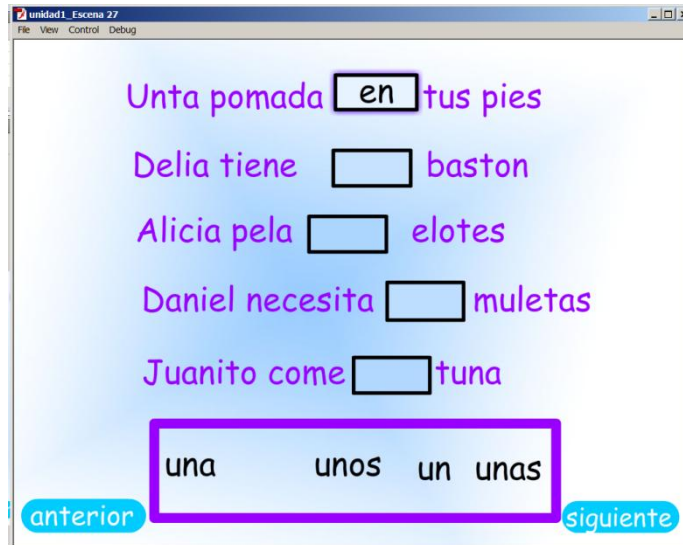 unidad1_Escena 27
File View Control Debug
Unta pomada en tus pies
Delia tiene baston
Alicia pela elotes
Daniel necesita muletas
Juanito come tuna
una unos un unas
anterior siguiente